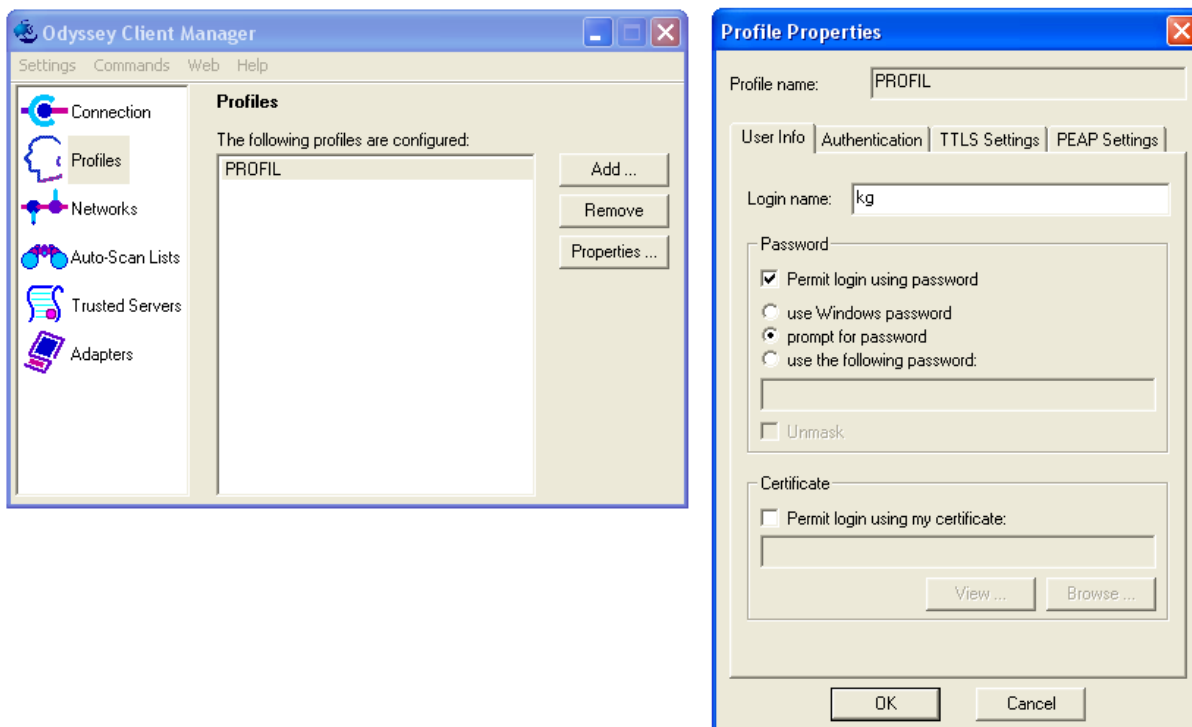 Odyssey Client Manager
Settings Commands Web Help
Connection
Profiles
Networks
Auto-Scan Lists
Trusted Servers
Adapters
Profiles
The following profiles are configured:
PROFIL
Add ...
Remove
Properties ...
Profile Properties
Profile name: PROFIL
User Info Authentication TTLS Settings PEAP Settings
Login name: kg
Password
Permit login using password
use Windows password
prompt for password
use the following password:
Unmask
Certificate
Permit login using my certificate:
View ... Browse ...
OK Cancel